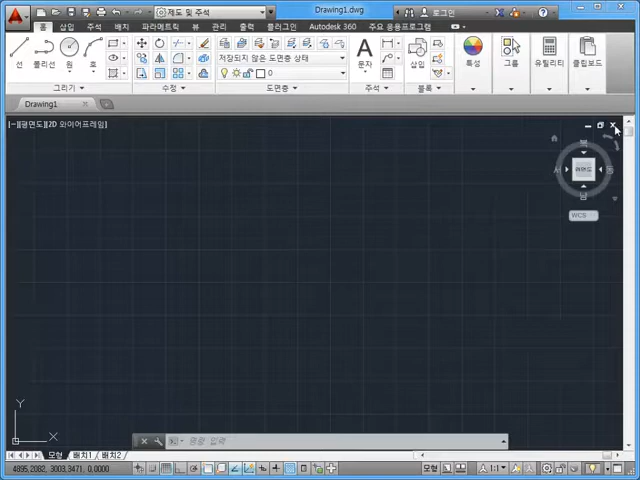 제도 및 주석
Drawing1.dwg
로그인
홈 삽입 주석 배치 파라메트릭 뷰 관리 출력 플러그인 Autodesk 360 주요 응용프로그램
저장되지 않은 도면층 상태
0
선 폴리선 원 호 문자 삽입 특성 그룹 유틸리티 클립보드
그리기 수정 도면층 주석 블록
Drawing1
[-][평면도][2D 와이어프레임]
북
서
남
WCS
Y
X
명령 입력
모형 배치1 배치2
4895.2082, 3003.3471, 0.0000
모형
1:1